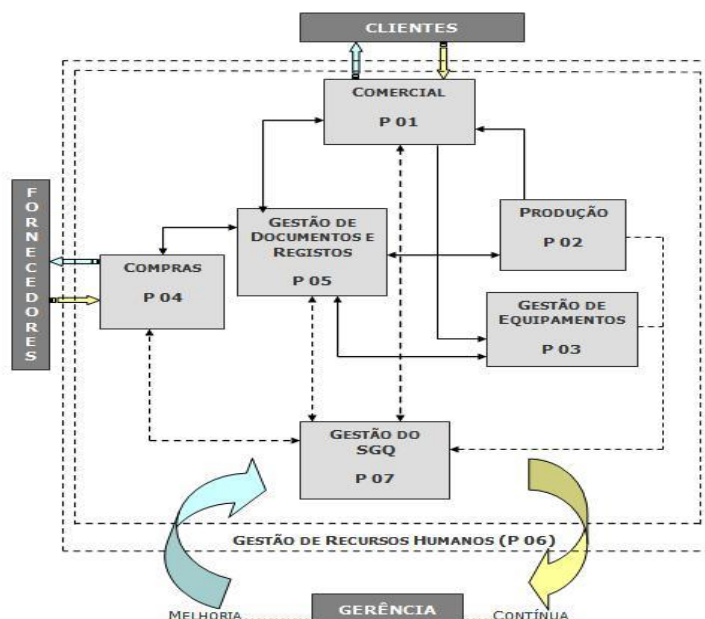 CLIENTES
COMERCIAL
P 01
FORNECEDORES
GESTÃO DE
DOCUMENTOS E
REGISTOS
P 05
PRODUÇÃO
P 02
COMPRAS
P 04
GESTÃO DE
EQUIPAMENTOS
P 03
GESTÃO DO
SGQ
P 07
GESTÃO DE RECURSOS HUMANOS (P 06)
MELHORIA
GERÊNCIA
CONTÍNUA